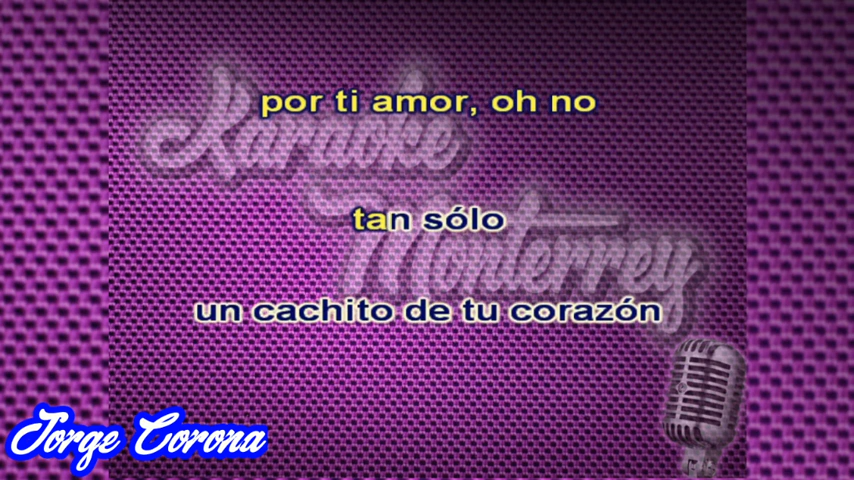 por ti amor, oh no
Karaoke
tan sólo
Monterrey
un cachito de tu corazón
Jorge Corona